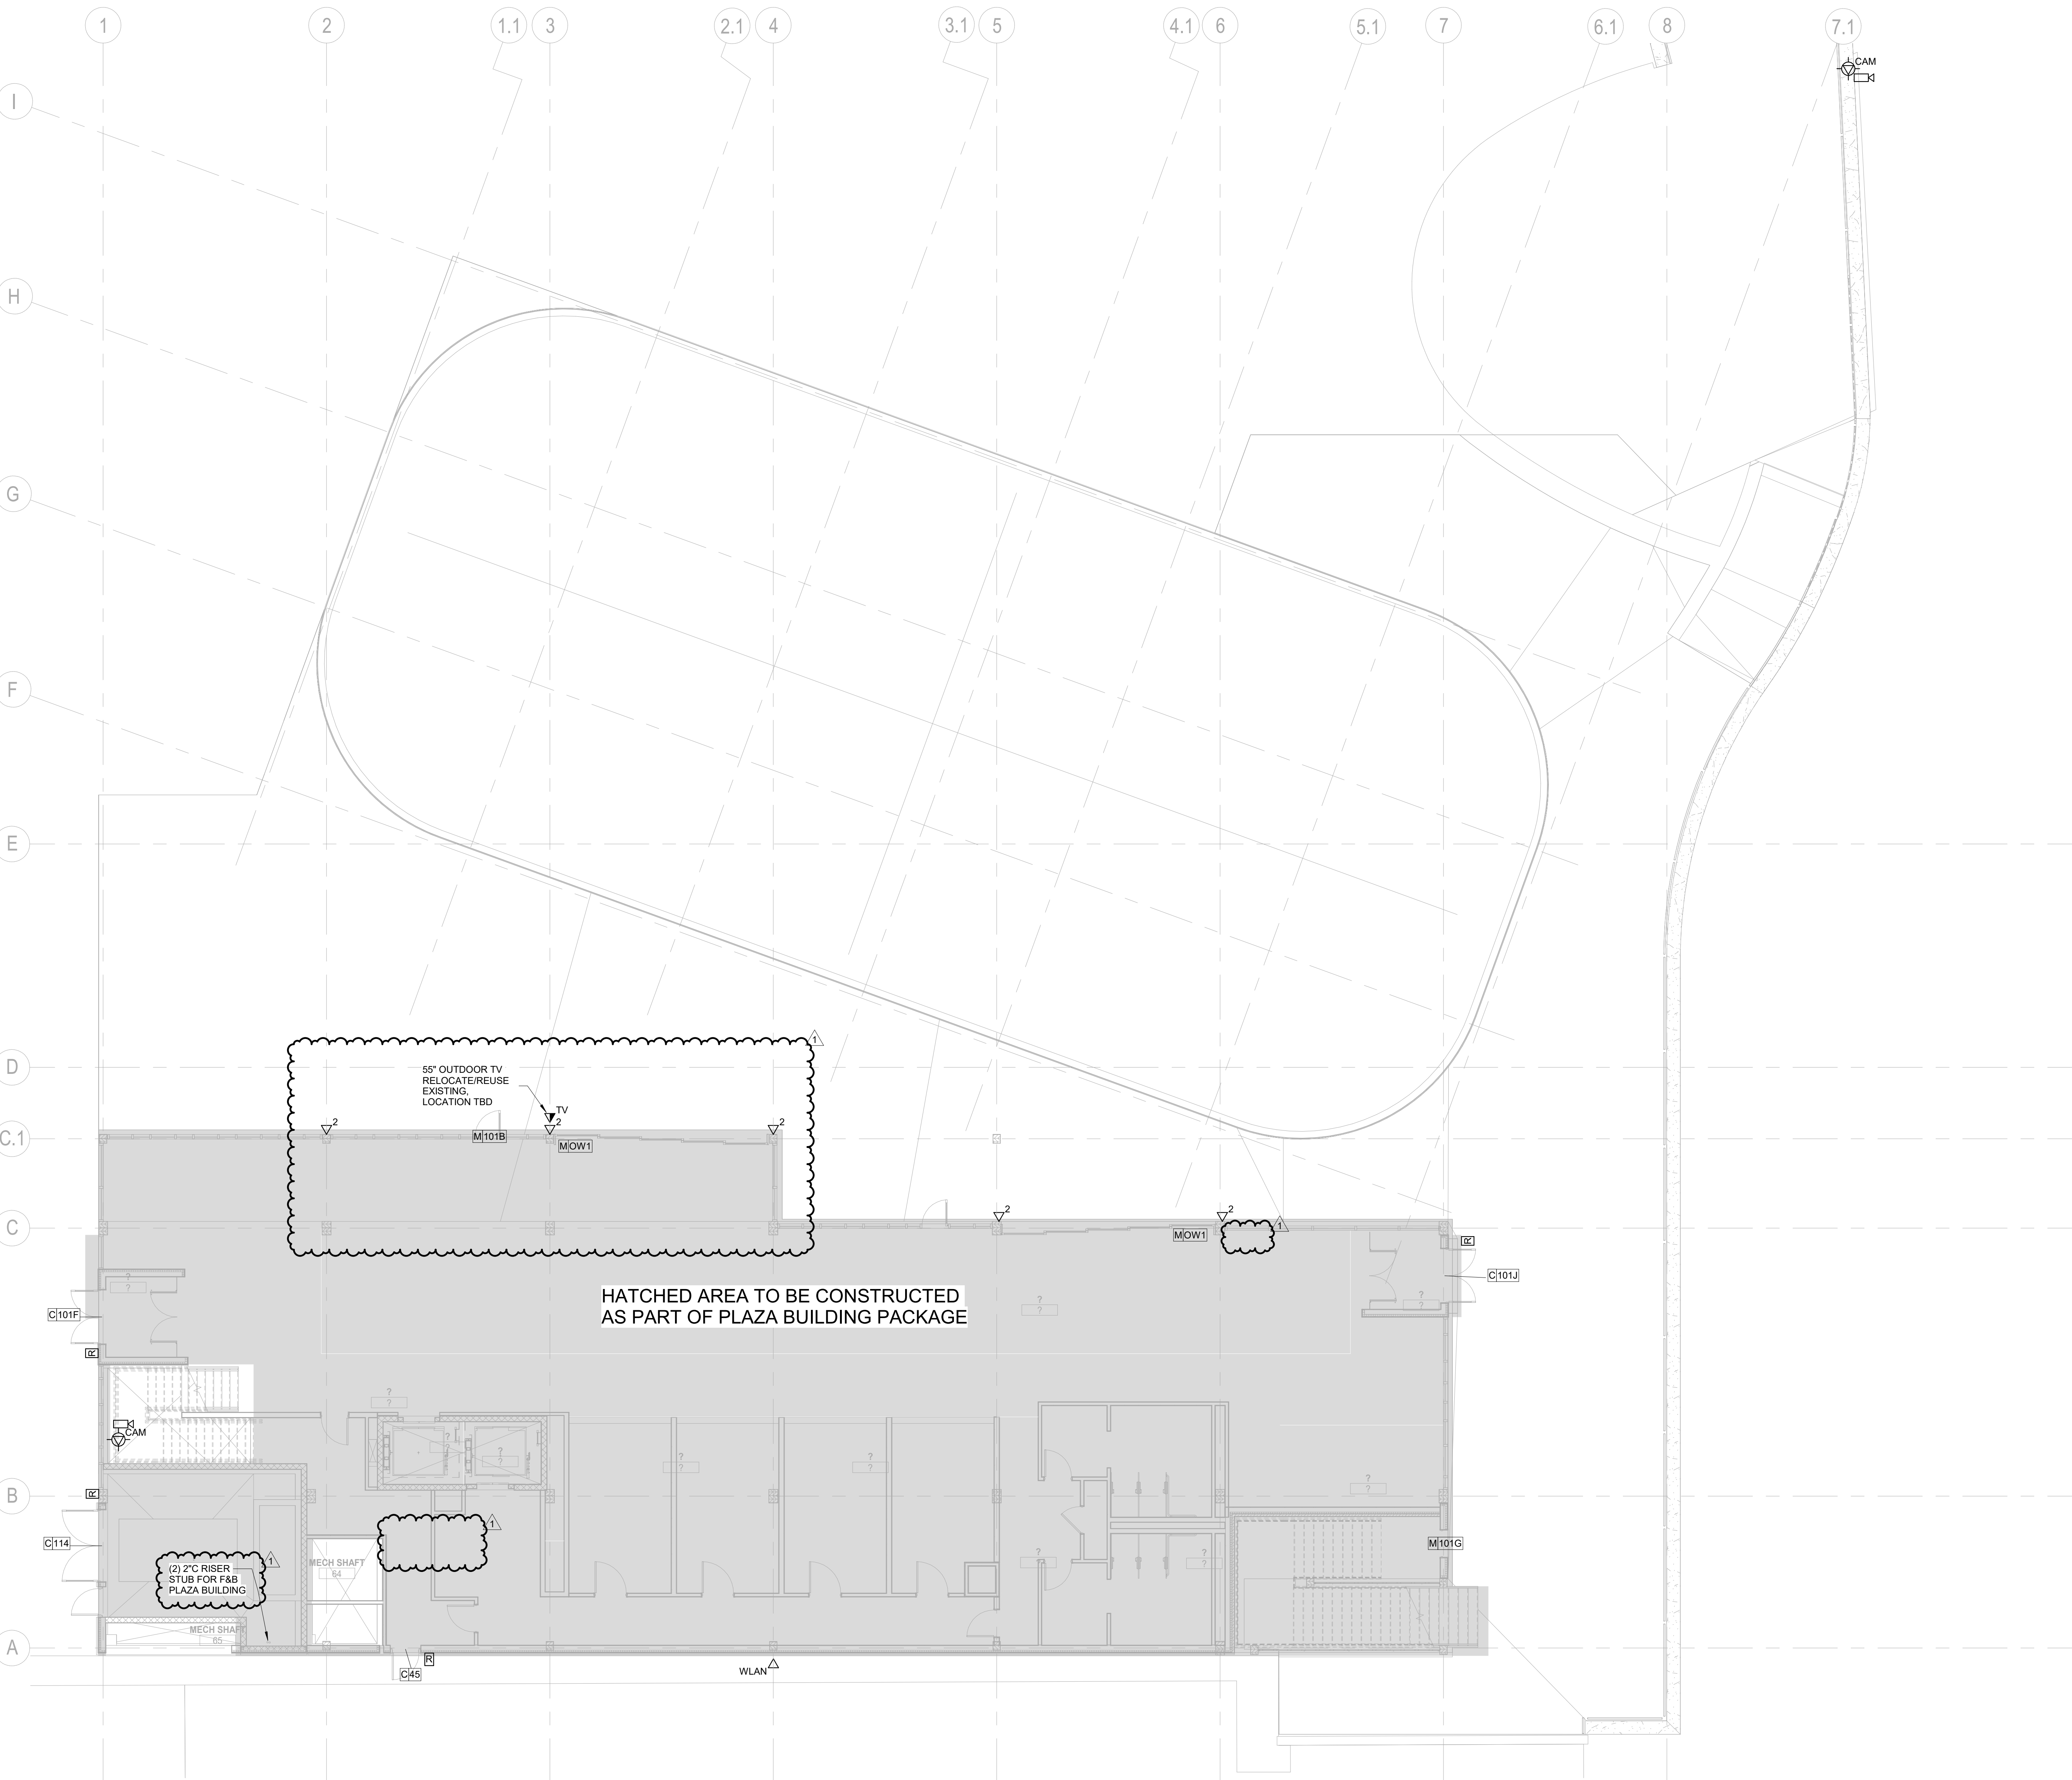 1
2
1.1
3
2.1
4
3.1
5
4.1
6
5.1
7
6.1
8
7.1
CAM
I
H
G
F
E
D
C.1
C
B
A
1
55" OUTDOOR TV
RELOCATE/REUSE
EXISTING,
LOCATION TBD
TV
2
2
2
M 101B
M OW1
2
2
M OW1
1
R
C 101J
HATCHED AREA TO BE CONSTRUCTED
AS PART OF PLAZA BUILDING PACKAGE
?
?
?
?
?
?
C 101F
R
?
?
CAM
?
?
?
?
?
?
?
?
R
1
C 114
(2) 2"C RISER
STUB FOR F&B
PLAZA BUILDING
1
MECH SHAFT
64
?
?
?
?
M 101G
MECH SHAFT
65
C 45
R
WLAN